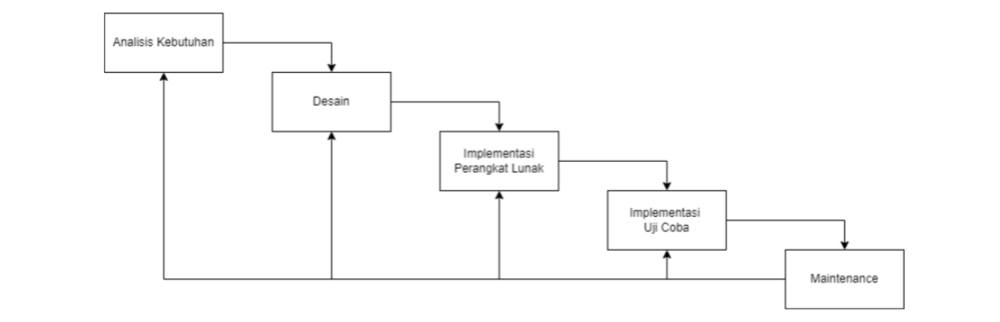 Analisis Kebutuhan
Desain
Implementasi
Perangkat Lunak
Implementasi
Uji Coba
Maintenance